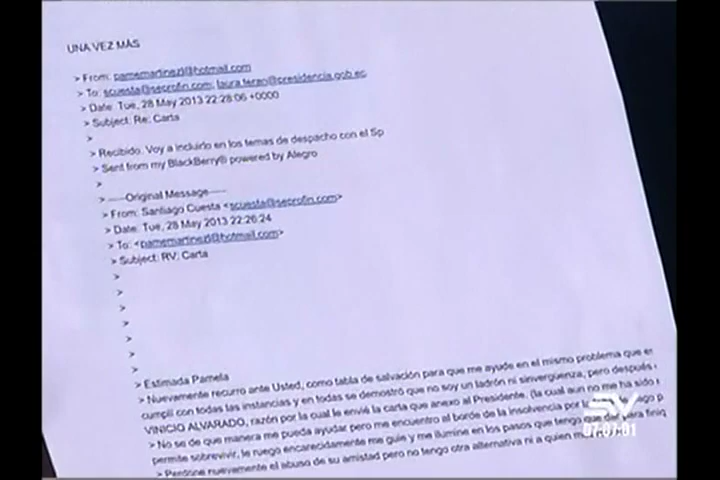 UNA VEZ MÁS
> From: pamemartinezl@hotmail.com
> To: scuesta@secrofin.com; laura.teran@presidencia.gob.ec
> Date: Tue, 28 May 2013 22:28:06 +0000
> Subject: Re: Carta
>
> Recibido. Voy a incluirlo en los temas de despacho con el Sp
> Sent from my BlackBerry® powered by Alegro
>
> -----Original Message-----
> From: Santiago Cuesta <scuesta@secrofin.com>
> Date: Tue, 28 May 2013 22:26:24
> To: <pamemartinezl@hotmail.com>
> Subject: RV: Carta
>
>
>
>
>
>
>
> Estimada Pamela
> Nuevamente recurro ante Usted, como tabla de salvación para que me ayude en el mismo problema que
cumplí con todas las instancias y en todas se demostró que no soy un ladrón ni sinvergüenza, pero después
VINICIO ALVARADO, razón por la cual le envié la carta que anexo al Presidente, (la cual aun no me ha sido
> No se de que manera me pueda ayudar pero me encuentro al borde de la insolvencia por
permite sobrevivir, le ruego encarecidamente me guie y me ilumine en los pasos que tengo que dar para
> Perdone nuevamente el abuso de su amistad pero no tengo otra alternativa ni a quien
07:07:01